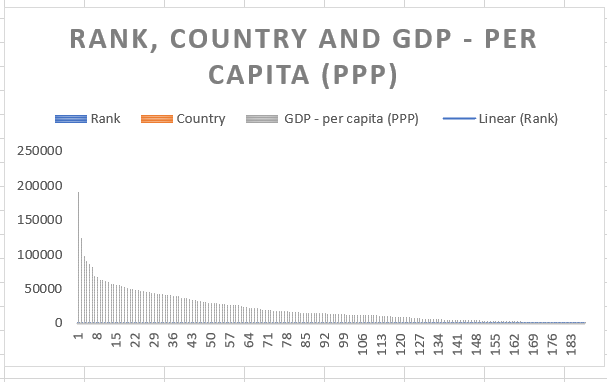 RANK, COUNTRY AND GDP - PER
CAPITA (PPP)
Rank Country GDP - per capita (PPP) Linear (Rank)
250000
200000
150000
100000
50000
0
1 8 15 22 29 36 43 50 57 64 71 78 85 92 99 106 113 120 127 134 141 148 155 162 169 176 183